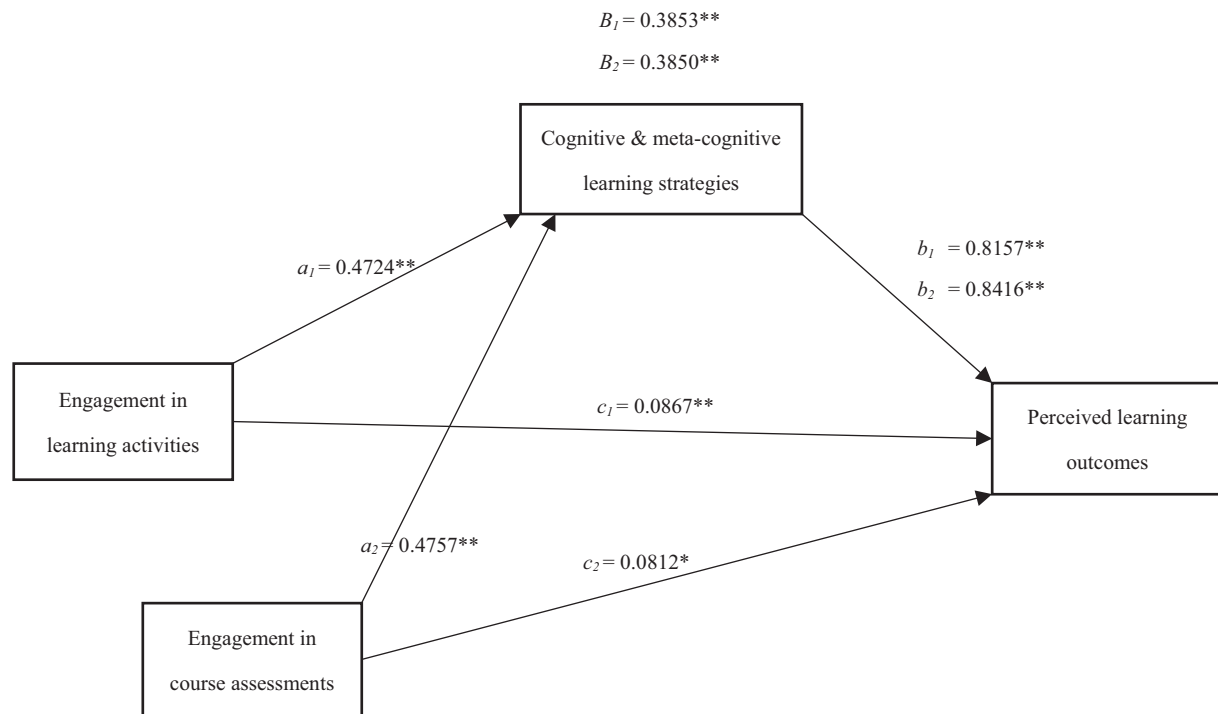 B1 = 0.3853**
B2 = 0.3850**
Cognitive & meta-cognitive
learning strategies
a1 = 0.4724**
b1 = 0.8157**
b2 = 0.8416**
Engagement in
learning activities
c1 = 0.0867**
Perceived learning
outcomes
a2 = 0.4757**
c2 = 0.0812*
Engagement in
course assessments